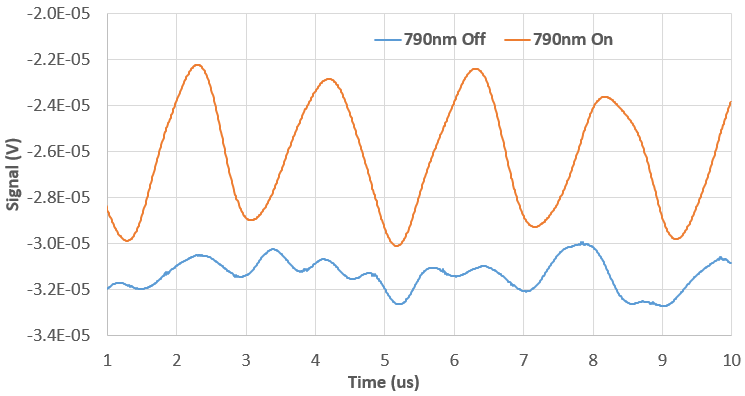 -2.0E-05
790nm Off 790nm On
-2.2E-05
-2.4E-05
-2.6E-05
-2.8E-05
-3.0E-05
-3.2E-05
-3.4E-05
Signal (V)
1 2 3 4 5 6 7 8 9 10
Time (us)